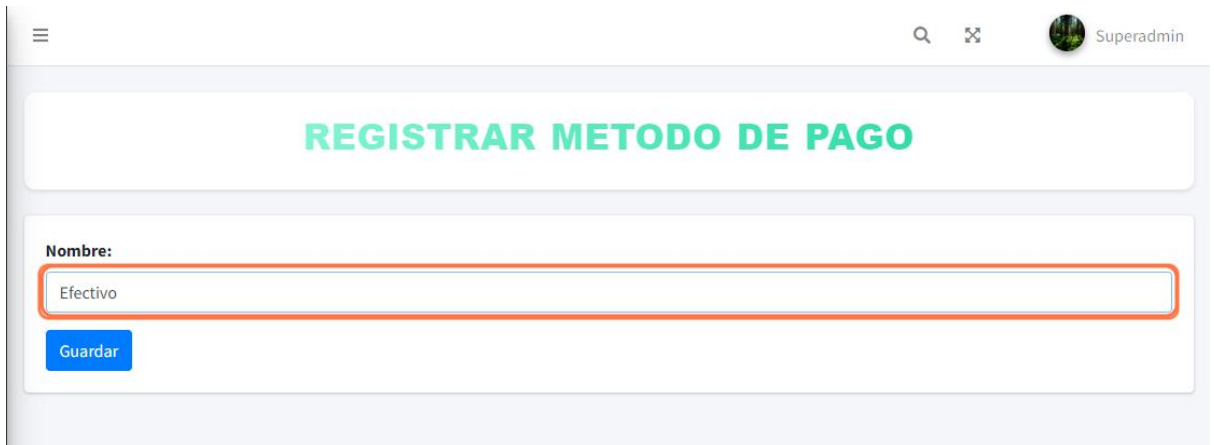 Superadmin
REGISTRAR METODO DE PAGO
Nombre:
Efectivo
Guardar